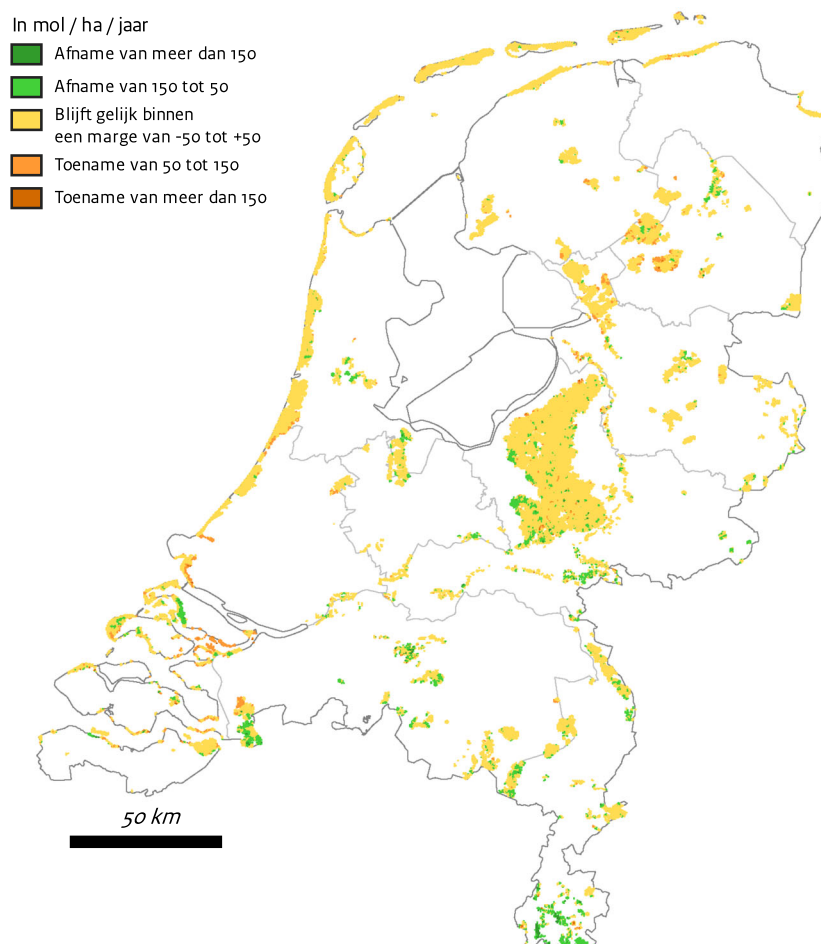 In mol / ha / jaar
Afname van meer dan 150
Afname van 150 tot 50
Blijft gelijk binnen
een marge van -50 tot +50
Toename van 50 tot 150
Toename van meer dan 150
50 km